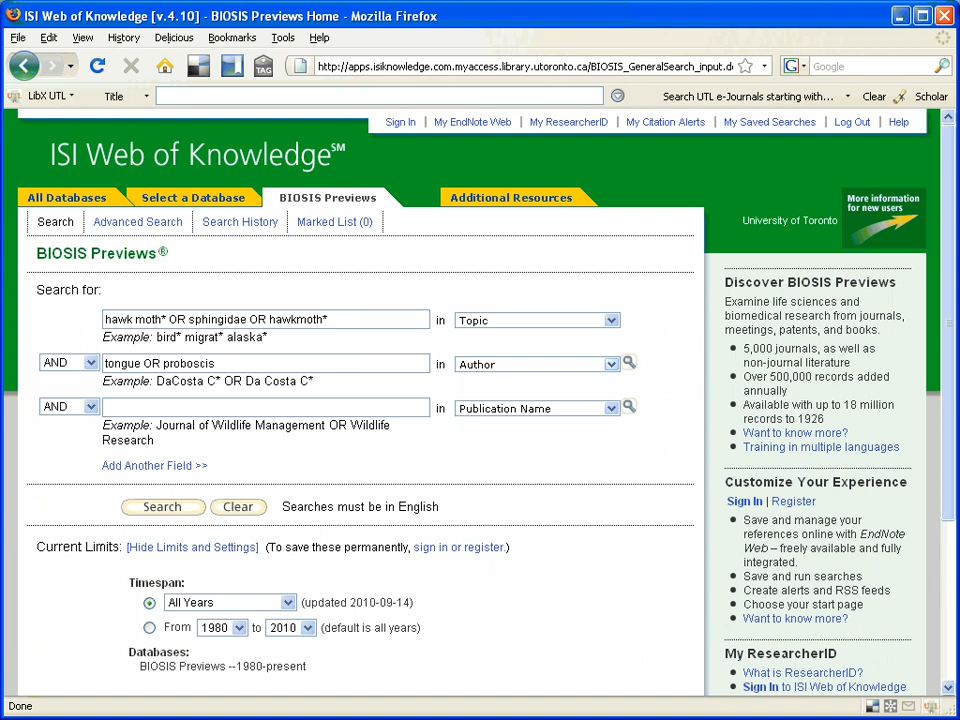 ISI Web of Knowledge [v.4.10] - BIOSIS Previews Home - Mozilla Firefox
File Edit View History Delicious Bookmarks Tools Help
TAG
http://apps.isiknowledge.com.myaccess.library.utoronto.ca/BIOSIS_GeneralSearch_input.do
Google
LibX UTL Title Search UTL e-Journals starting with... Clear Scholar
Sign In | My EndNote Web | My ResearcherID | My Citation Alerts | My Saved Searches | Log Out | Help
ISI Web of Knowledge℠
All Databases Select a Database BIOSIS Previews Additional Resources
More information for new users
Search Advanced Search Search History Marked List (0)
University of Toronto
BIOSIS Previews®
Search for:
hawk moth* OR sphingidae OR hawkmoth* in Topic
Example: bird* migrat* alaska*
AND tongue OR proboscis in Author
Example: DaCosta C* OR Da Costa C*
AND in Publication Name
Example: Journal of Wildlife Management OR Wildlife
Research
Add Another Field >>
Search Clear Searches must be in English
Current Limits: [Hide Limits and Settings] (To save these permanently, sign in or register.)
Timespan:
All Years (updated 2010-09-14)
From 1980 to 2010 (default is all years)
Databases:
BIOSIS Previews --1980-present
Discover BIOSIS Previews
Examine life sciences and
biomedical research from journals,
meetings, patents, and books.
5,000 journals, as well as
non-journal literature
Over 500,000 records added
annually
Available with up to 18 million
records to 1926
Want to know more?
Training in multiple languages
Customize Your Experience
Sign In | Register
Save and manage your
references online with EndNote
Web – freely available and fully
integrated.
Save and run searches
Create alerts and RSS feeds
Choose your start page
Want to know more?
My ResearcherID
What is ResearcherID?
Sign In to ISI Web of Knowledge
Done